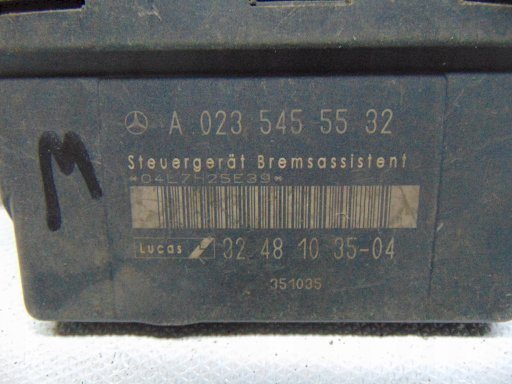 A 023 545 55 32
Steuergerät Bremsassistent
*04L7H25E39*
M
Lucas 32 48 10 35-04
351035